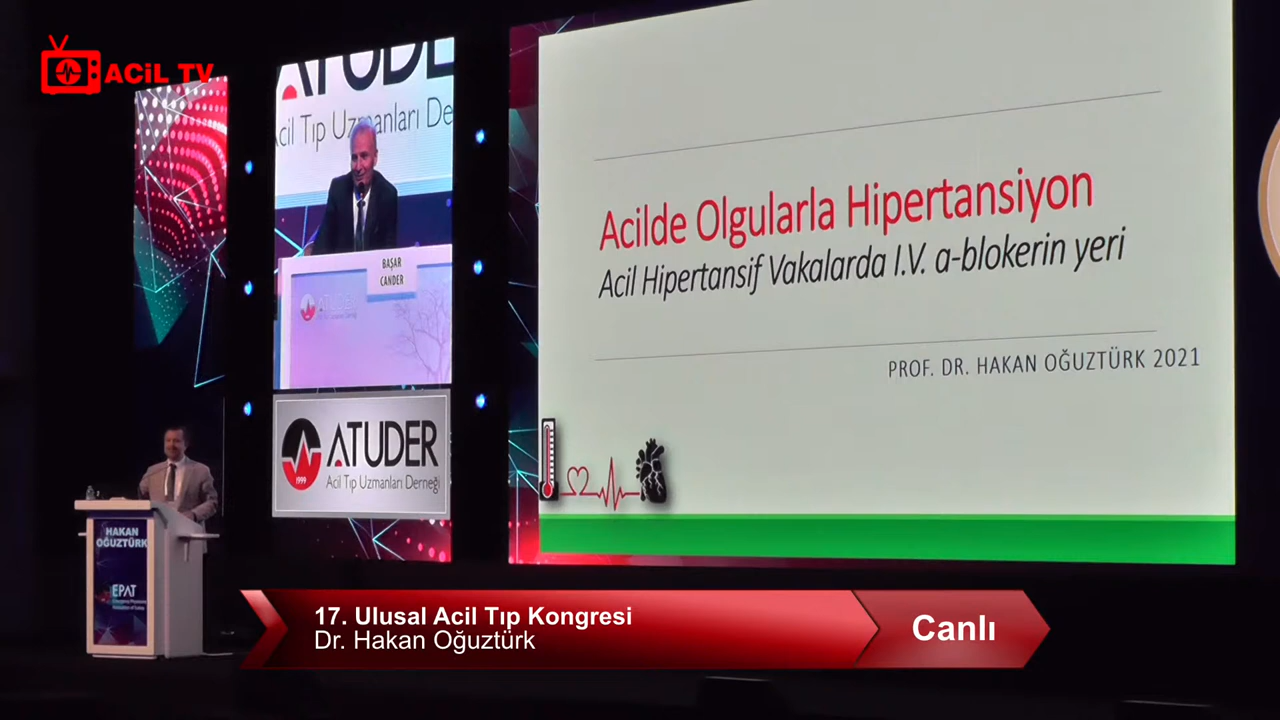 ACİL TV
ATUDER
Acil Tıp Uzmanları De
BAŞAR
CANDER
ATUDER
ATUDER
Acil Tıp Uzmanları Derneği
1999
Acilde Olgularla Hipertansiyon
Acil Hipertansif Vakalarda I.V. a-blokerin yeri
PROF. DR. HAKAN OĞUZTÜRK 2021
HAKAN
OĞUZTÜRK
EPAT
17. Ulusal Acil Tıp Kongresi
Dr. Hakan Oğuztürk
Canlı